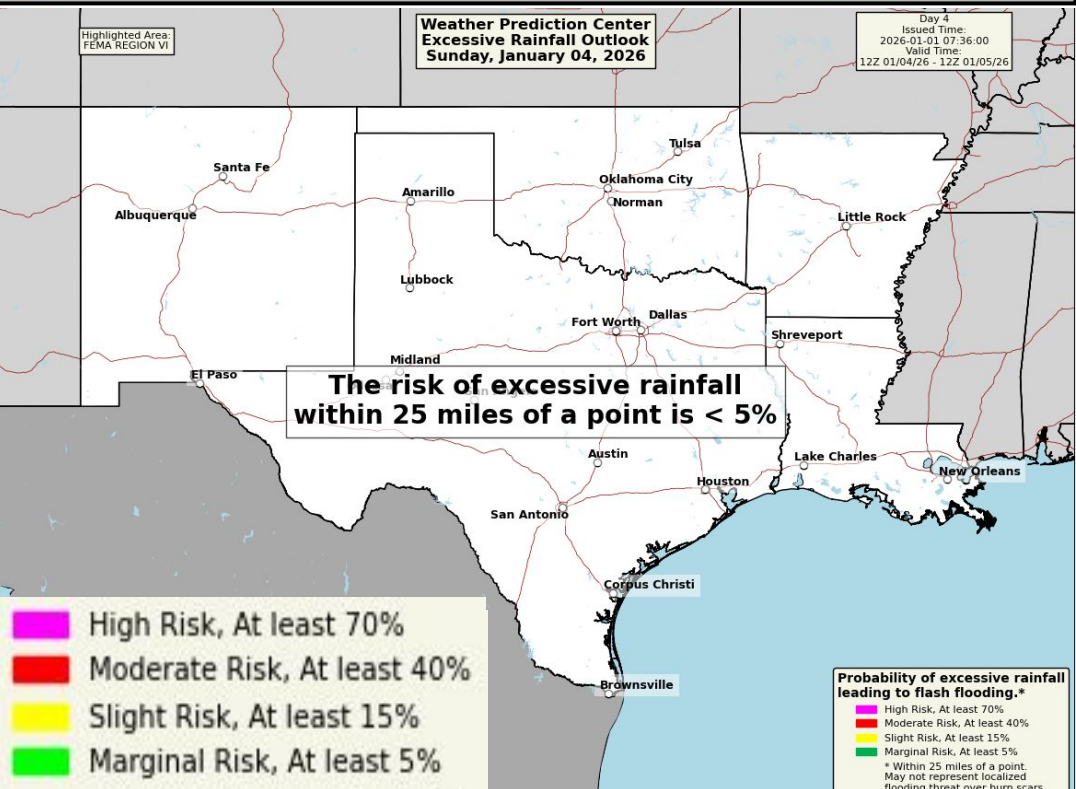 Highlighted Area:
FEMA REGION VI
Weather Prediction Center
Excessive Rainfall Outlook
Sunday, January 04, 2026
Day 4
Issued Time:
2026-01-01 07:36:00
Valid Time:
12Z 01/04/26 - 12Z 01/05/26
Tulsa
Santa Fe
Oklahoma City
Amarillo
Norman
Albuquerque
Little Rock
Lubbock
Dallas
Fort Worth
Shreveport
Midland
El Paso
The risk of excessive rainfall
within 25 miles of a point is < 5%
Austin
Lake Charles
New Orleans
Houston
San Antonio
Corpus Christi
Brownsville
High Risk, At least 70%
Moderate Risk, At least 40%
Slight Risk, At least 15%
Marginal Risk, At least 5%
Probability of excessive rainfall
leading to flash flooding.*
High Risk, At least 70%
Moderate Risk, At least 40%
Slight Risk, At least 15%
Marginal Risk, At least 5%
* Within 25 miles of a point.
May not represent localized
flooding threat over burn scars